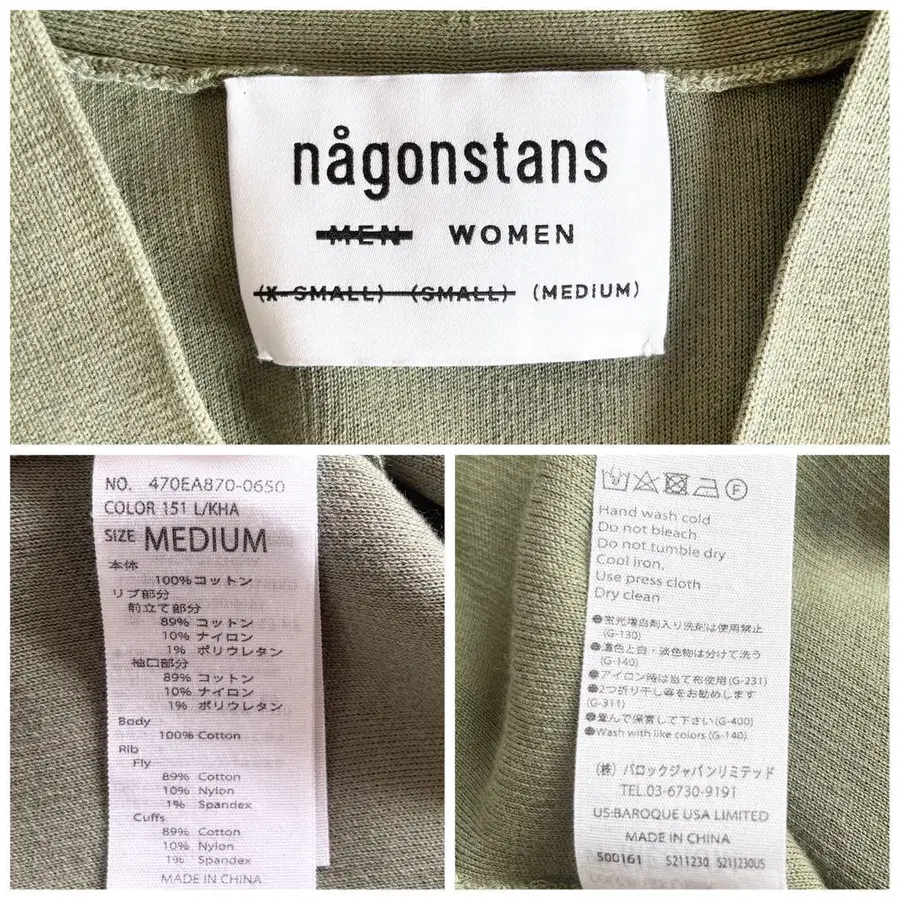 någonstans
MEN WOMEN
(X-SMALL) (SMALL) (MEDIUM)
NO. 470EA870-0650
COLOR 151 L/KHA
SIZE MEDIUM
本体
100% コットン
リブ部分
前立て部分
89% コットン
10% ナイロン
1% ポリウレタン
袖口部分
89% コットン
10% ナイロン
1% ポリウレタン
Body
100% Cotton
Rib
Fly
89% Cotton
10% Nylon
1% Spandex
Cuffs
89% Cotton
10% Nylon
1% Spandex
MADE IN CHINA
F
Hand wash cold
Do not bleach
Do not tumble dry
Cool iron.
Use press cloth
Dry clean
●蛍光増白剤入り洗剤は使用禁止
(G-130)
●濃色と白・淡色物は分けて洗う
(G-140)
●アイロン時は当て布使用(G-231)
●2つ折り干し等をお勧めします
(G-311)
●畳んで保管して下さい(G-400)
●Wash with like colors (G-140)
(株) バロックジャパンリミテッド
TEL.03-6730-9191
US:BAROQUE USA LIMITED
MADE IN CHINA
500161 S211230 S211230US